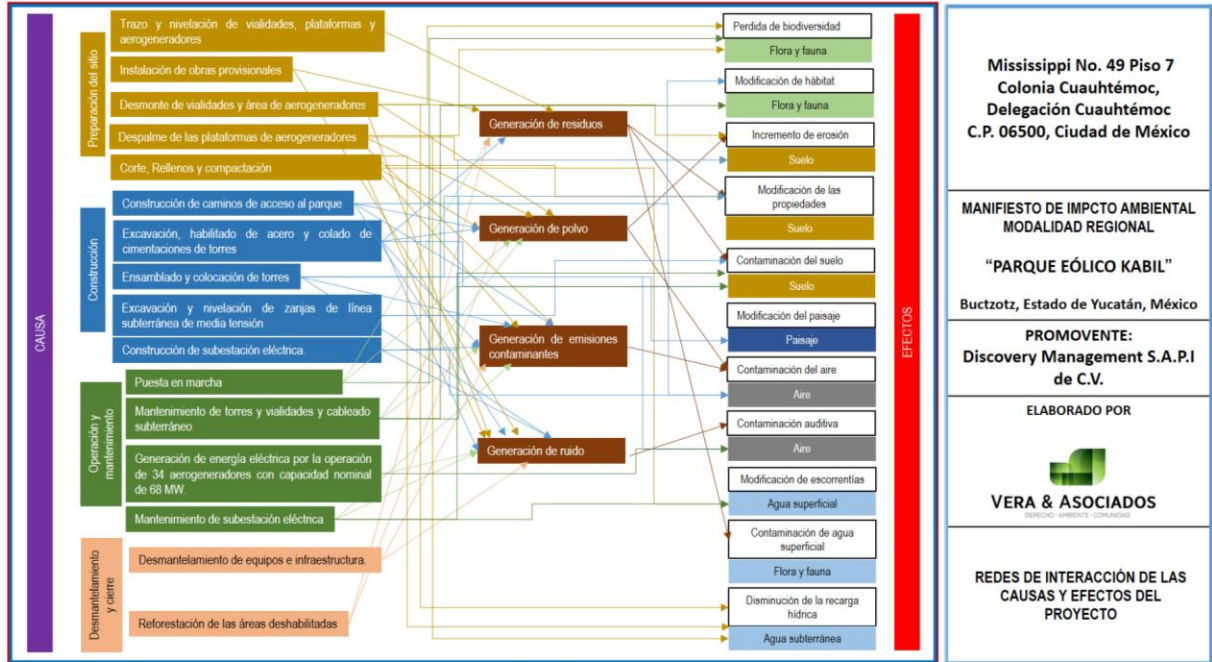 CAUSA
Preparación del sitio
Trazo y nivelación de vialidades, plataformas y
aerogeneradores
Instalación de obras provisionales
Desmonte de vialidades y área de aerogeneradores
Despalme de las plataformas de aerogeneradores
Corte, Rellenos y compactación
Construcción
Construcción de caminos de acceso al parque
Excavación, habilitado de acero y colado de
cimentaciones de torres
Ensamblado y colocación de torres
Excavación y nivelación de zanjas de línea
subterránea de media tensión
Construcción de subestación eléctrica.
Operación y
mantenimiento
Puesta en marcha
Mantenimiento de torres y vialidades y cableado
subterráneo
Generación de energía eléctrica por la operación
de 34 aerogeneradores con capacidad nominal
de 68 MW.
Mantenimiento de subestación eléctrica
Desmantelamiento
y cierre
Desmantelamiento de equipos e infraestructura.
Reforestación de las áreas deshabilitadas
Generación de residuos
Generación de polvo
Generación de emisiones
contaminantes
Generación de ruido
Perdida de biodiversidad
Flora y fauna
Modificación de hábitat
Flora y fauna
Incremento de erosión
Suelo
Modificación de las
propiedades
Suelo
Contaminación del suelo
Suelo
Modificación del paisaje
Paisaje
Contaminación del aire
Aire
Contaminación auditiva
Aire
Modificación de escorrentías
Agua superficial
Contaminación de agua
superficial
Flora y fauna
Disminución de la recarga
hídrica
Agua subterránea
EFECTOS
Mississippi No. 49 Piso 7
Colonia Cuauhtémoc,
Delegación Cuauhtémoc
C.P. 06500, Ciudad de México
MANIFIESTO DE IMPCTO AMBIENTAL
MODALIDAD REGIONAL
“PARQUE EÓLICO KABIL”
Buctzotz, Estado de Yucatán, México
PROMOVENTE:
Discovery Management S.A.P.I
de C.V.
ELABORADO POR
VERA & ASOCIADOS
DERECHO - AMBIENTE - COMUNIDAD
REDES DE INTERACCIÓN DE LAS
CAUSAS Y EFECTOS DEL
PROYECTO